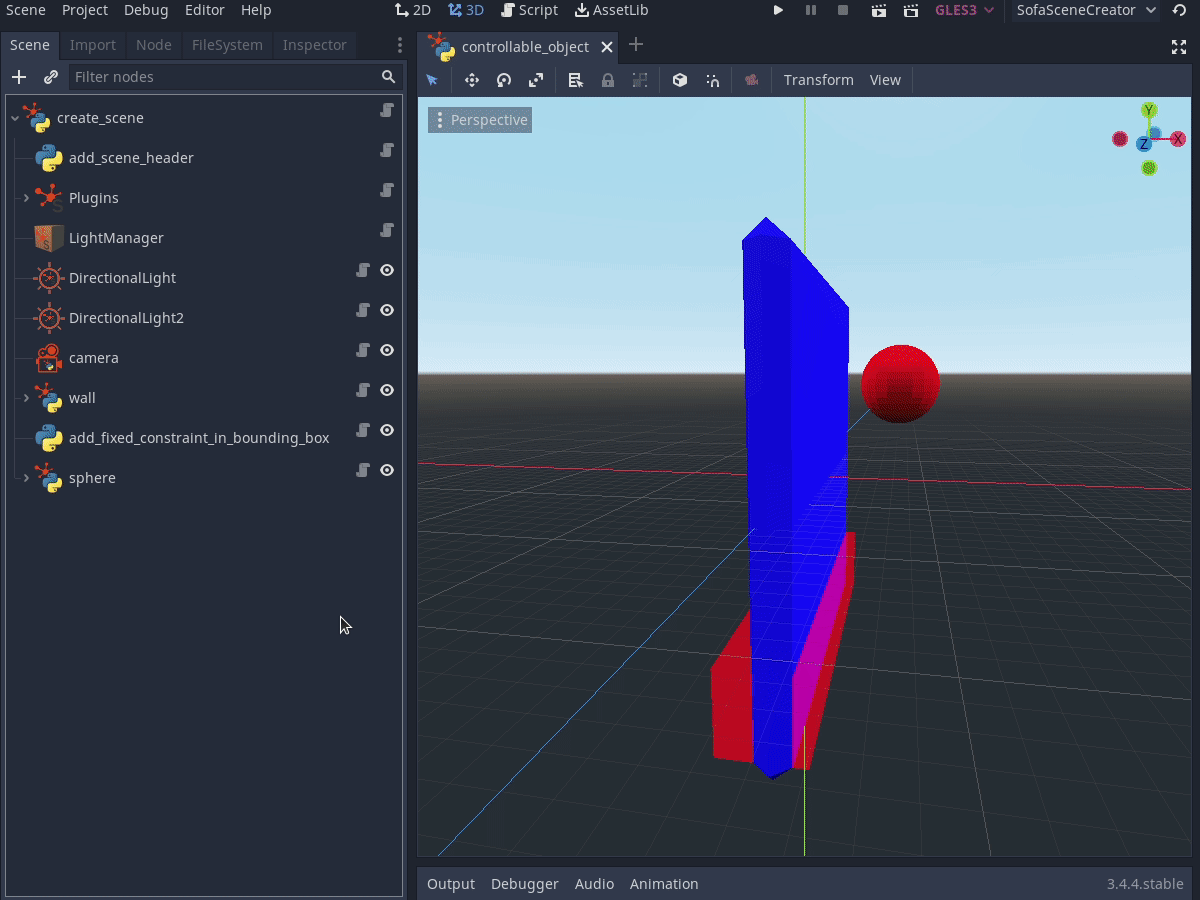 Scene Project Debug Editor Help 2D 3D Script AssetLib GLES3 SofaSceneCreator
Scene Import Node FileSystem Inspector
controllable_object
Filter nodes
Transform View
Perspective
create_scene
add_scene_header
Plugins
LightManager
DirectionalLight
DirectionalLight2
camera
wall
add_fixed_constraint_in_bounding_box
sphere
Y
X
Z
Output Debugger Audio Animation 3.4.4.stable